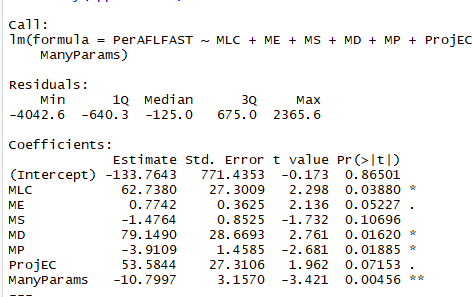 Call:
lm(formula = PerAFLFAST ~ MLC + ME + MS + MD + MP + ProjEC
    ManyParams)
Residuals:
    Min      1Q  Median      3Q     Max
-4042.6  -640.3  -125.0   675.0  2365.6
Coefficients:
             Estimate Std. Error t value Pr(>|t|)
(Intercept) -133.7643   771.4353  -0.173  0.86501
MLC           62.7380    27.3009   2.298  0.03880 *
ME             0.7742     0.3625   2.136  0.05227 .
MS            -1.4764     0.8525  -1.732  0.10696
MD            79.1490    28.6693   2.761  0.01620 *
MP            -3.9109     1.4585  -2.681  0.01885 *
ProjEC        53.5844    27.3106   1.962  0.07153 .
ManyParams   -10.7997     3.1570  -3.421  0.00456 **
---